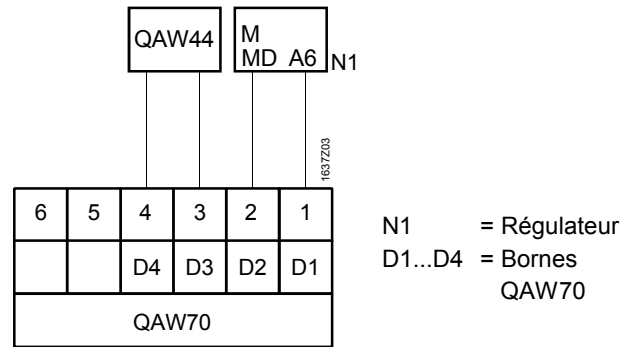 QAW44
M
MD A6
N1
1637Z03
6 5 4 3 2 1
D4 D3 D2 D1
QAW70
N1 = Régulateur
D1...D4 = Bornes
QAW70